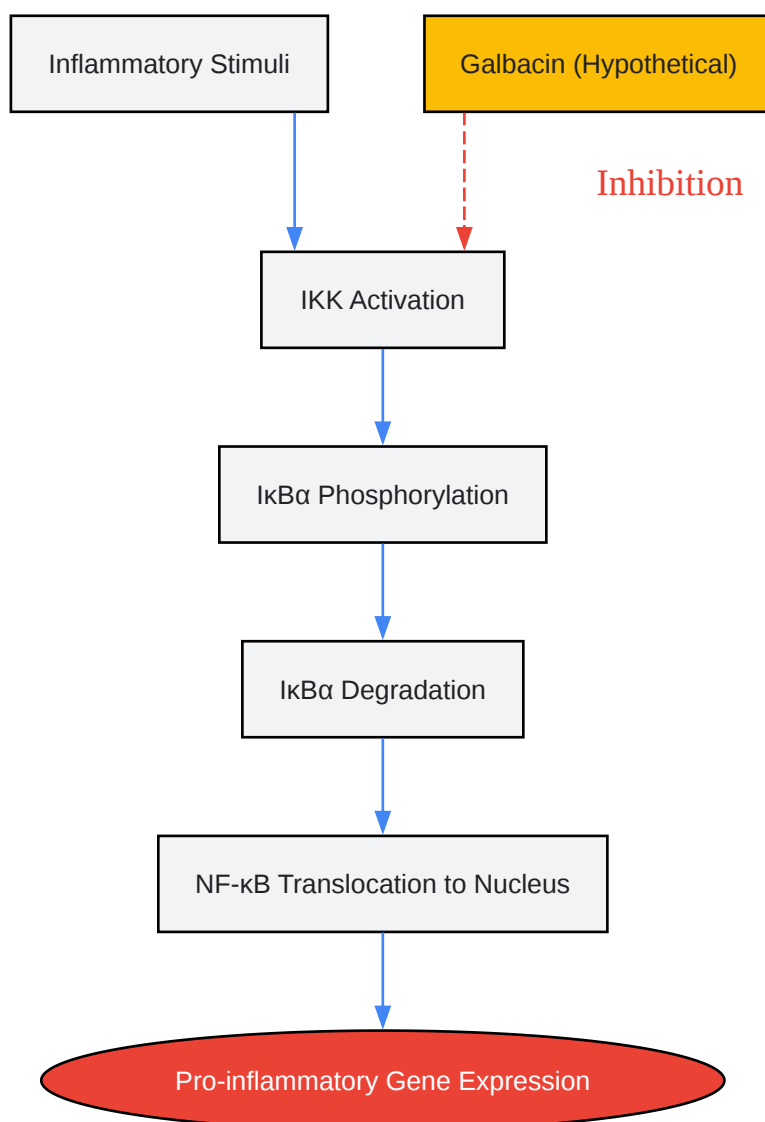 Inflammatory Stimuli
Galbacin (Hypothetical)
Inhibition
IKK Activation
IκBα Phosphorylation
IκBα Degradation
NF-κB Translocation to Nucleus
Pro-inflammatory Gene Expression